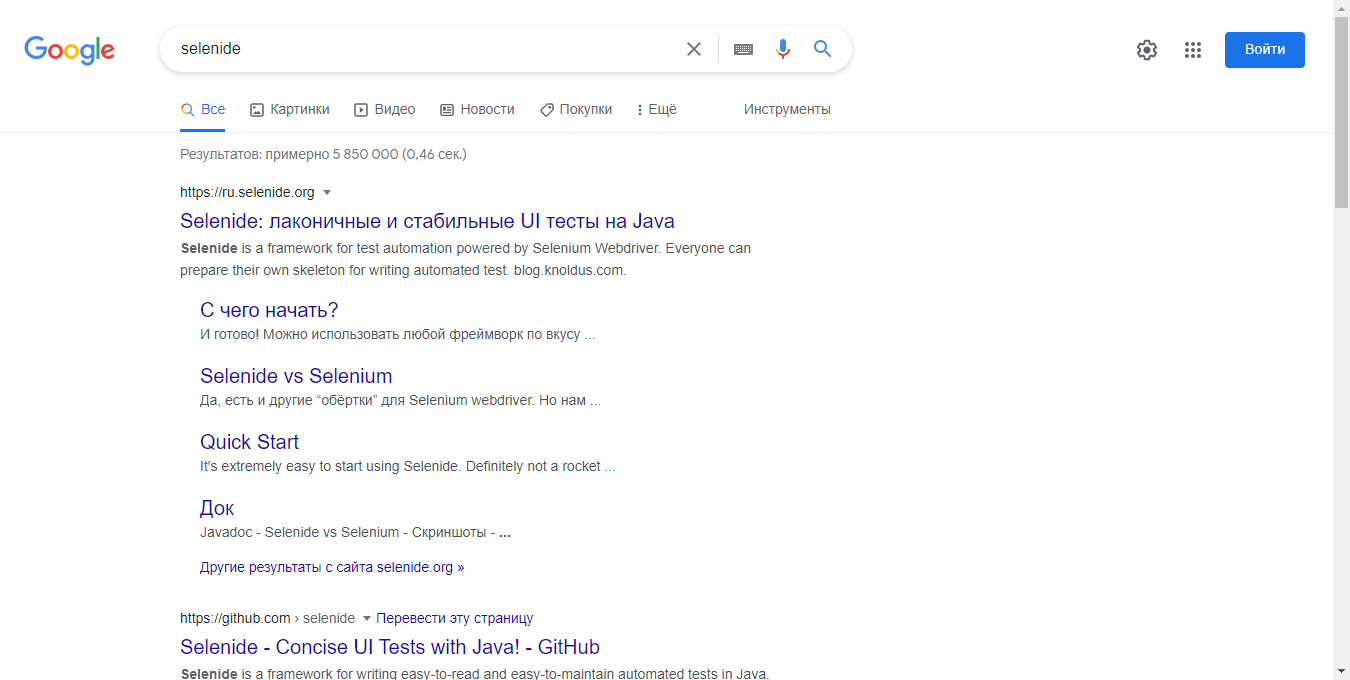 Google
selenide
Войти
Все
Картинки
Видео
Новости
Покупки
Ещё
Инструменты
Результатов: примерно 5 850 000 (0,46 сек.)
https://ru.selenide.org
Selenide: лаконичные и стабильные UI тесты на Java
Selenide is a framework for test automation powered by Selenium Webdriver. Everyone can
prepare their own skeleton for writing automated test. blog.knoldus.com.
С чего начать?
И готово! Можно использовать любой фреймворк по вкусу ...
Selenide vs Selenium
Да, есть и другие “обёртки” для Selenium webdriver. Но нам ...
Quick Start
It's extremely easy to start using Selenide. Definitely not a rocket ...
Док
Javadoc - Selenide vs Selenium - Скриншоты - ...
Другие результаты с сайта selenide.org »
https://github.com › selenide Перевести эту страницу
Selenide - Concise UI Tests with Java! - GitHub
Selenide is a framework for writing easy-to-read and easy-to-maintain automated tests in Java.